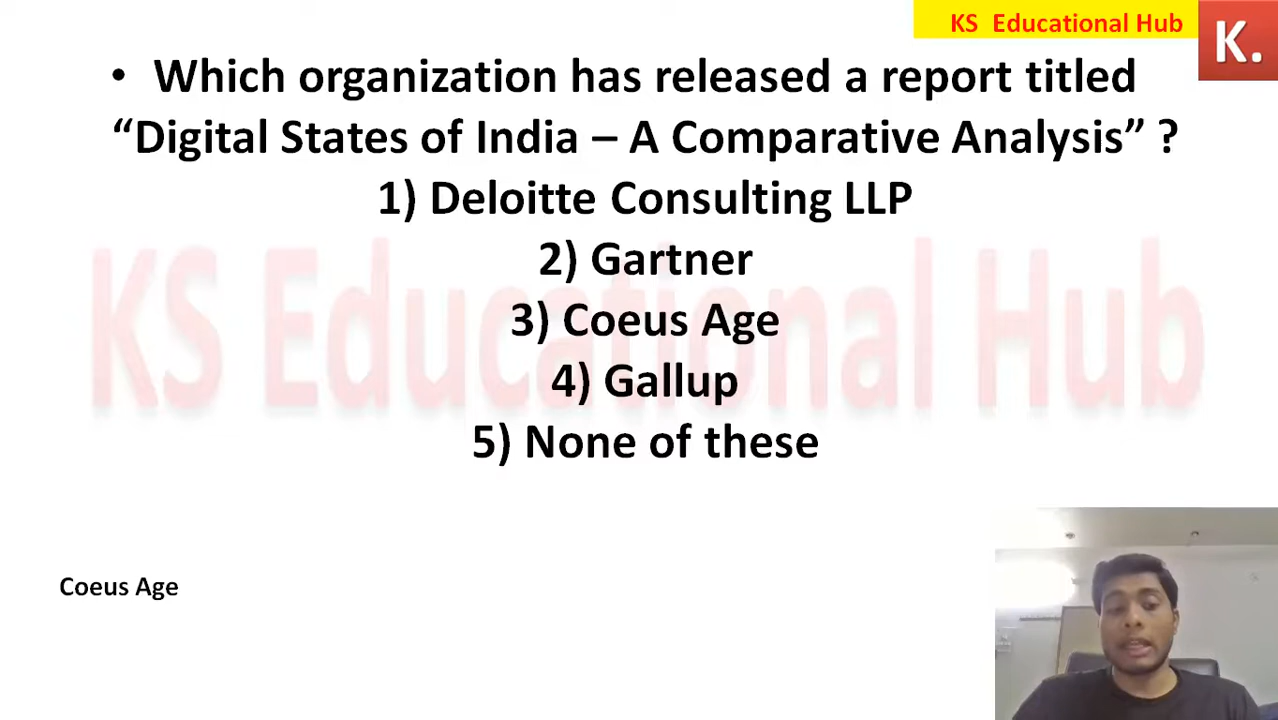 KS Educational Hub
K.
• Which organization has released a report titled
“Digital States of India – A Comparative Analysis” ?
1) Deloitte Consulting LLP
2) Gartner
3) Coeus Age
4) Gallup
5) None of these
KS Educational Hub
Coeus Age